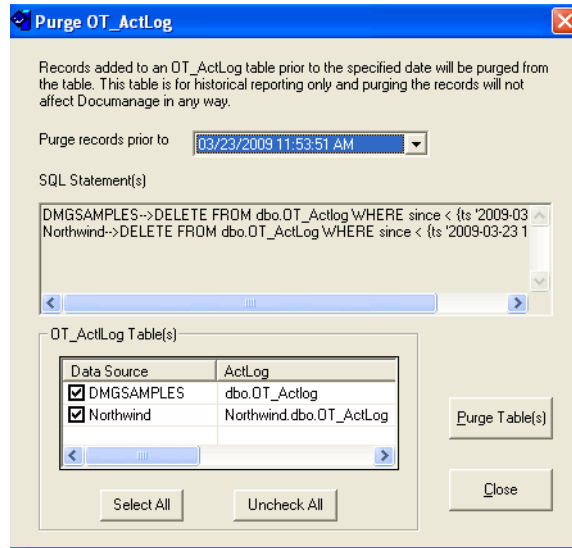 Purge OT_ActLog
Records added to an OT_ActLog table prior to the specified date will be purged from
the table. This table is for historical reporting only and purging the records will not
affect Documanage in any way.
Purge records prior to
03/23/2009 11:53:51 AM
SQL Statement(s)
DMGSAMPLES-->DELETE FROM dbo.OT_Actlog WHERE since < {ts '2009-03
Northwind-->DELETE FROM dbo.OT_ActLog WHERE since < {ts '2009-03-23 1
OT_ActlLog Table(s)
Data Source ActLog
DMGSAMPLES dbo.OT_Actlog
Northwind Northwind.dbo.OT_ActLog
Purge Table(s)
Select All Uncheck All
Close